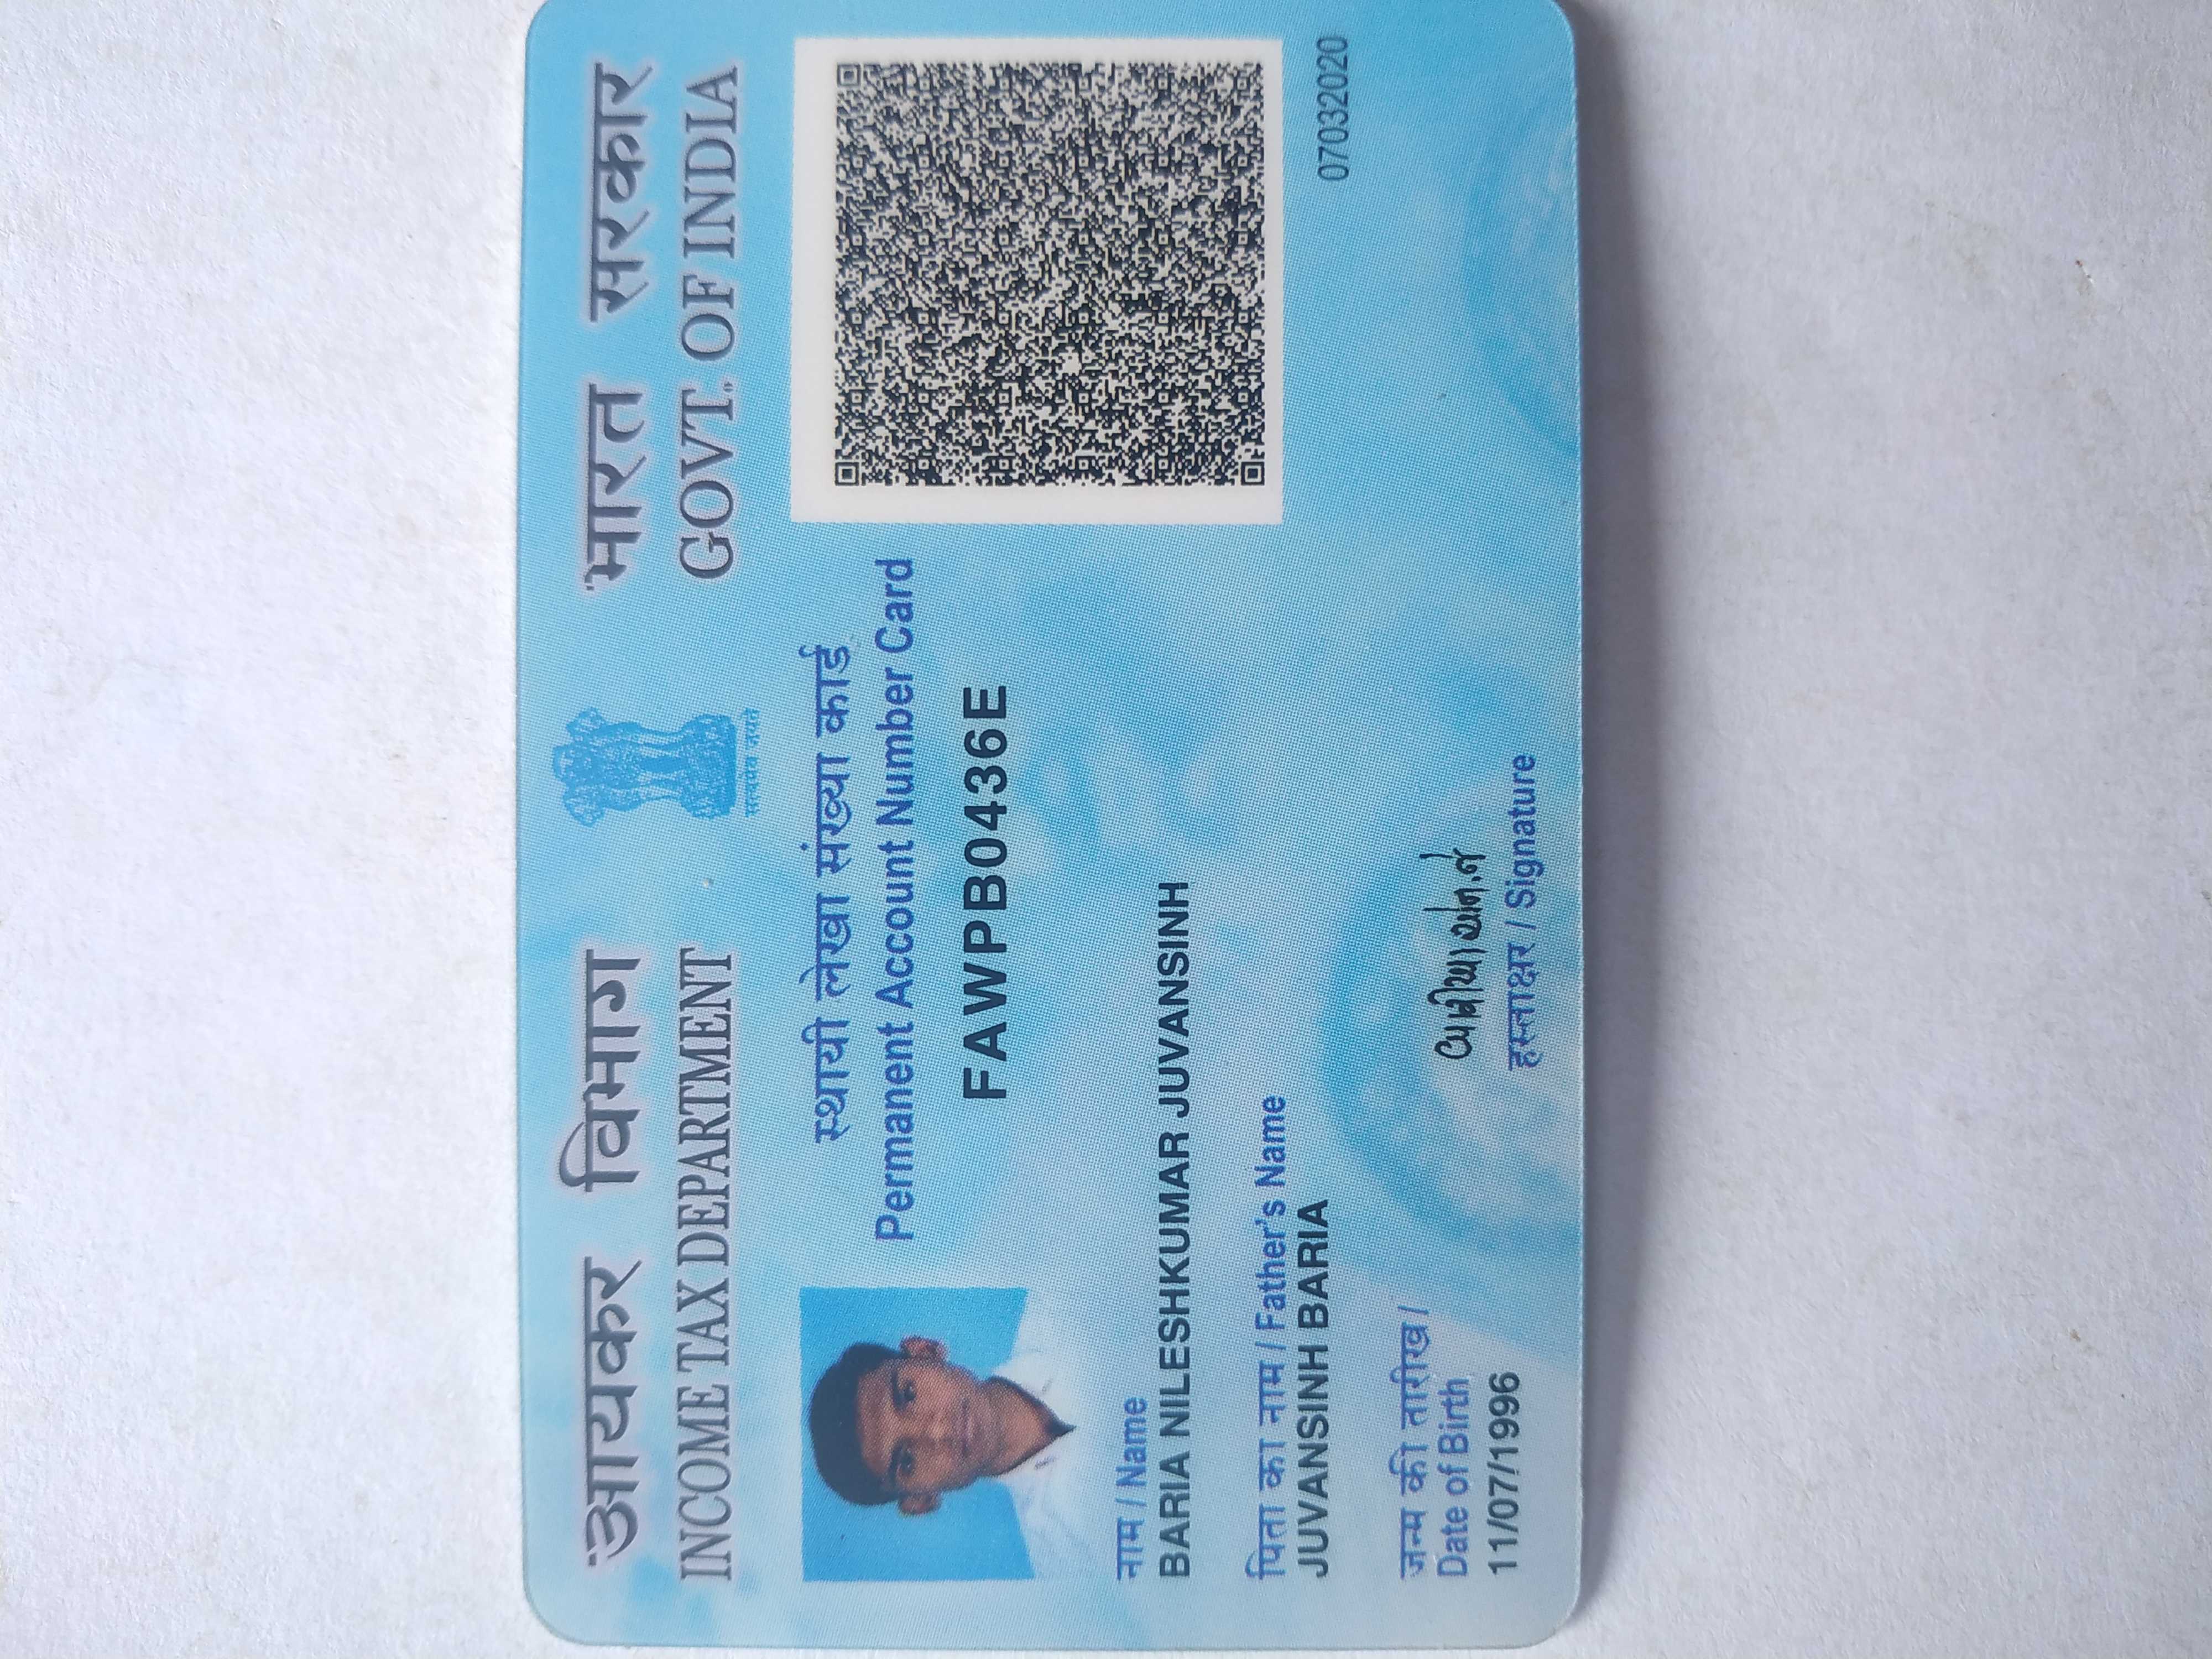 आयकर विभाग
INCOME TAX DEPARTMENT
सत्यमेव जयते
भारत सरकार
GOVT. OF INDIA
स्थायी लेखा संख्या कार्ड
Permanent Account Number Card
FAWPB0436E
नाम / Name
BARIA NILESHKUMAR JUVANSINH
पिता का नाम / Father's Name
JUVANSINH BARIA
07032020
जन्म की तारीख /
Date of Birth
11/07/1996
हस्ताक्षर / Signature